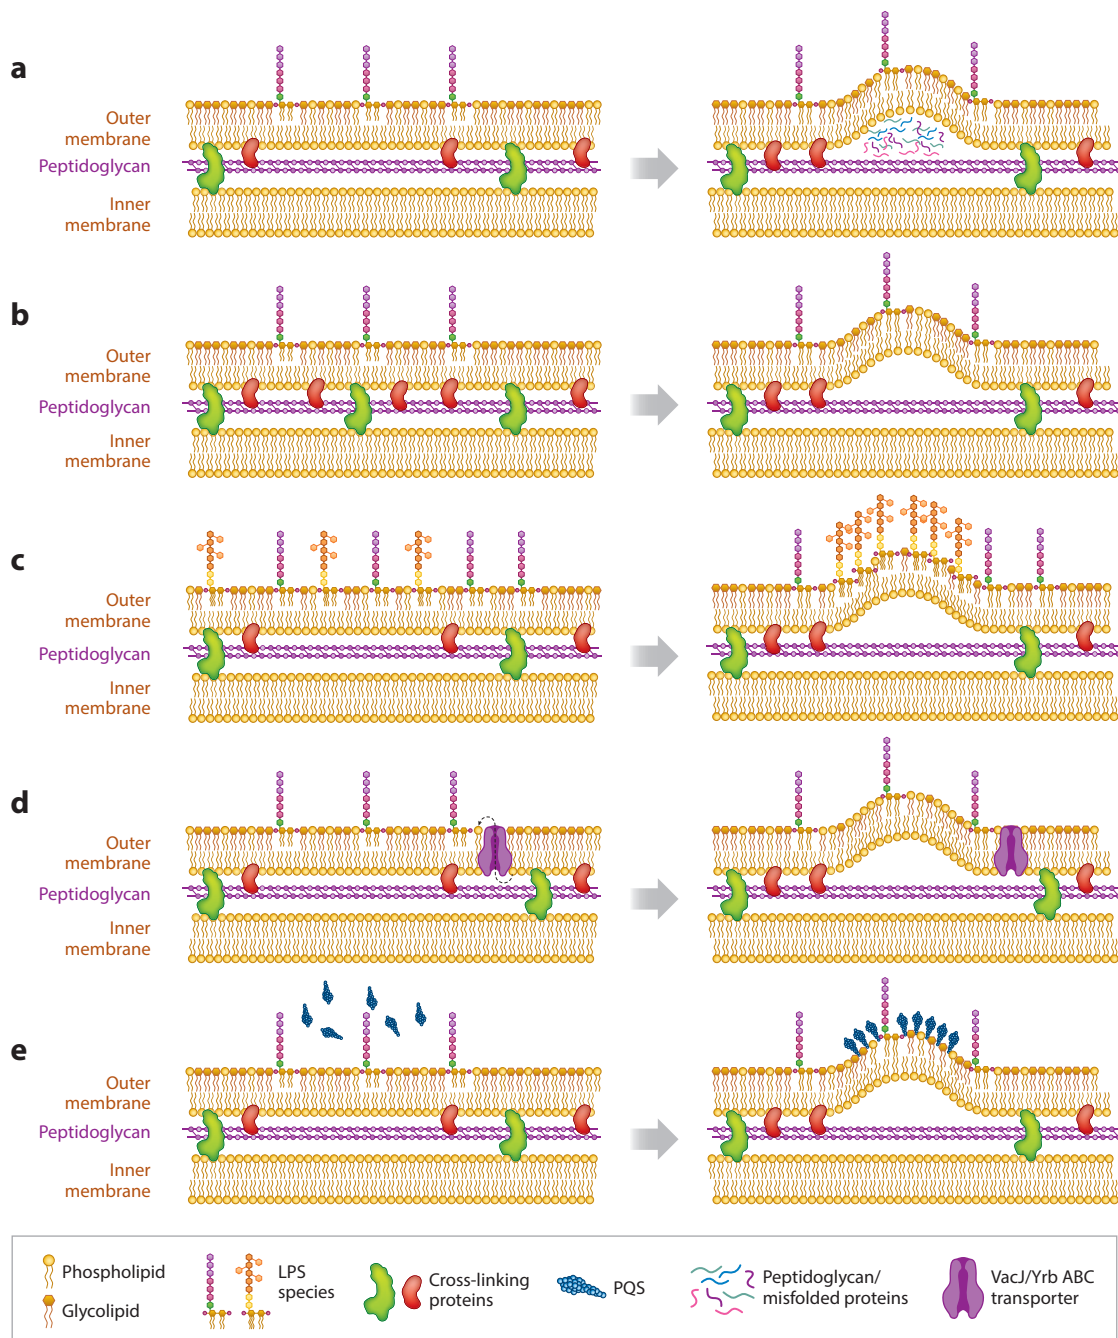 a
Outer
membrane
Peptidoglycan
Inner
membrane
b
Outer
membrane
Peptidoglycan
Inner
membrane
c
Outer
membrane
Peptidoglycan
Inner
membrane
d
Outer
membrane
Peptidoglycan
Inner
membrane
e
Outer
membrane
Peptidoglycan
Inner
membrane
Phospholipid
Glycolipid
LPS
species
Cross-linking
proteins
PQS
Peptidoglycan/
misfolded proteins
VacJ/Yrb ABC
transporter